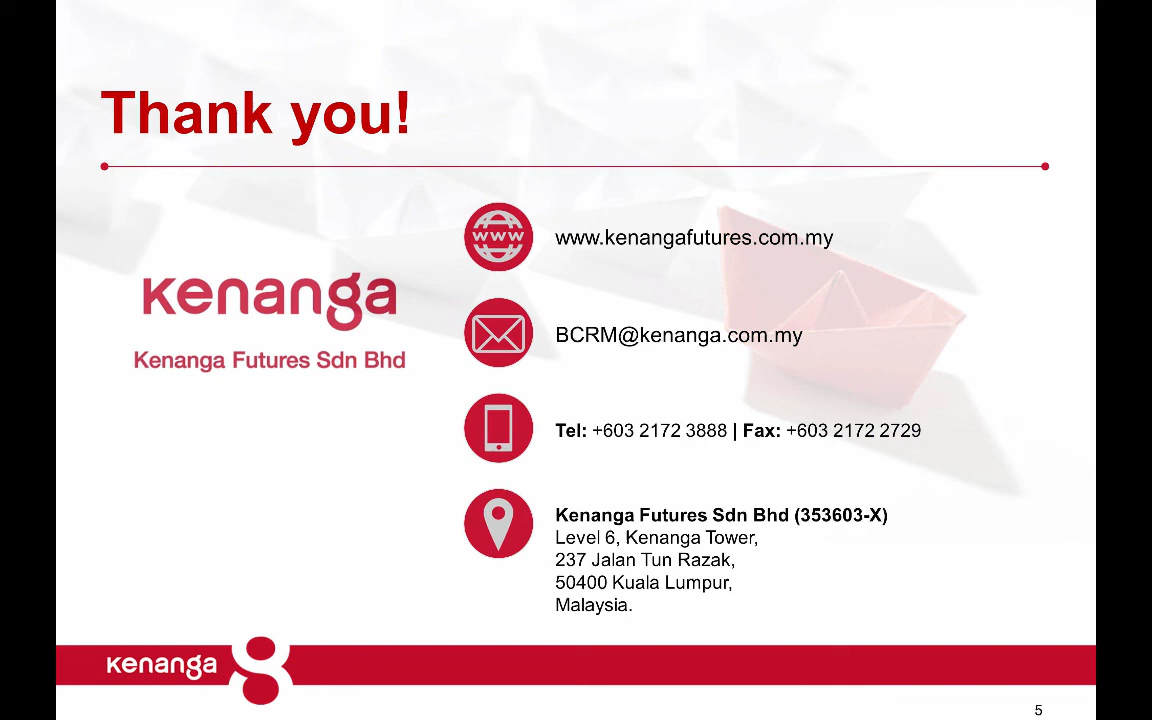 Thank you!
www
www.kenangafutures.com.my
kenanga
Kenanga Futures Sdn Bhd
BCRM@kenanga.com.my
Tel: +603 2172 3888 | Fax: +603 2172 2729
Kenanga Futures Sdn Bhd (353603-X)
Level 6, Kenanga Tower,
237 Jalan Tun Razak,
50400 Kuala Lumpur,
Malaysia.
kenanga
5